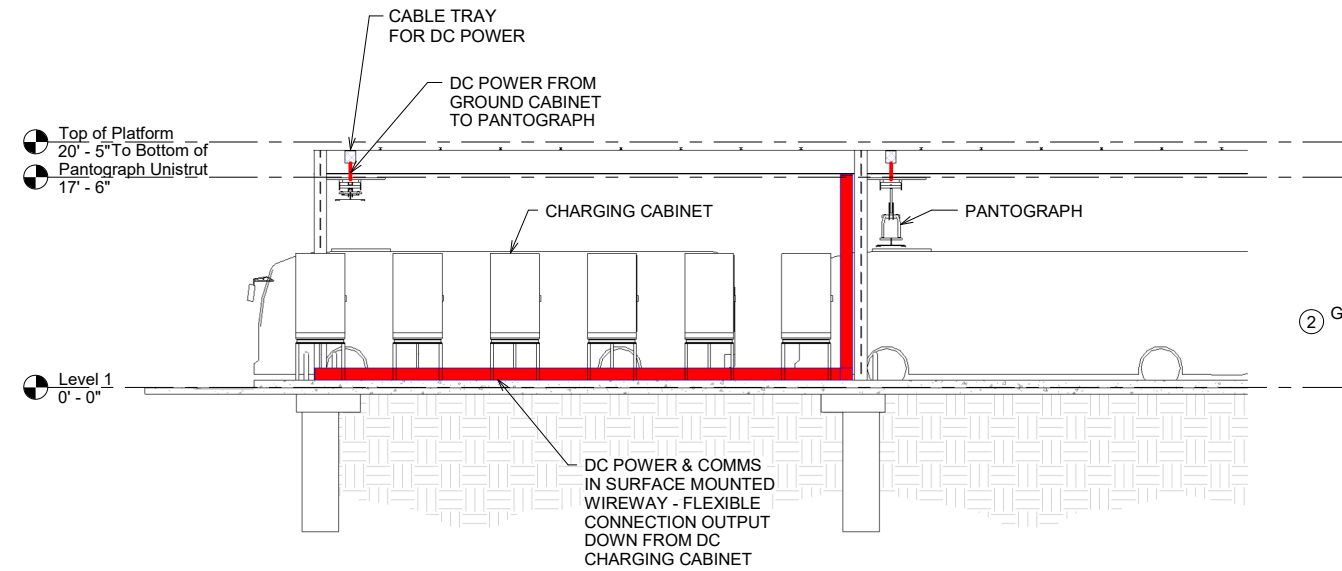 CABLE TRAY
FOR DC POWER
DC POWER FROM
GROUND CABINET
TO PANTOGRAPH
Top of Platform
20' - 5"To Bottom of
Pantograph Unistrut
17' - 6"
CHARGING CABINET
PANTOGRAPH
2 G
Level 1
0' - 0"
DC POWER & COMMS
IN SURFACE MOUNTED
WIREWAY - FLEXIBLE
CONNECTION OUTPUT
DOWN FROM DC
CHARGING CABINET